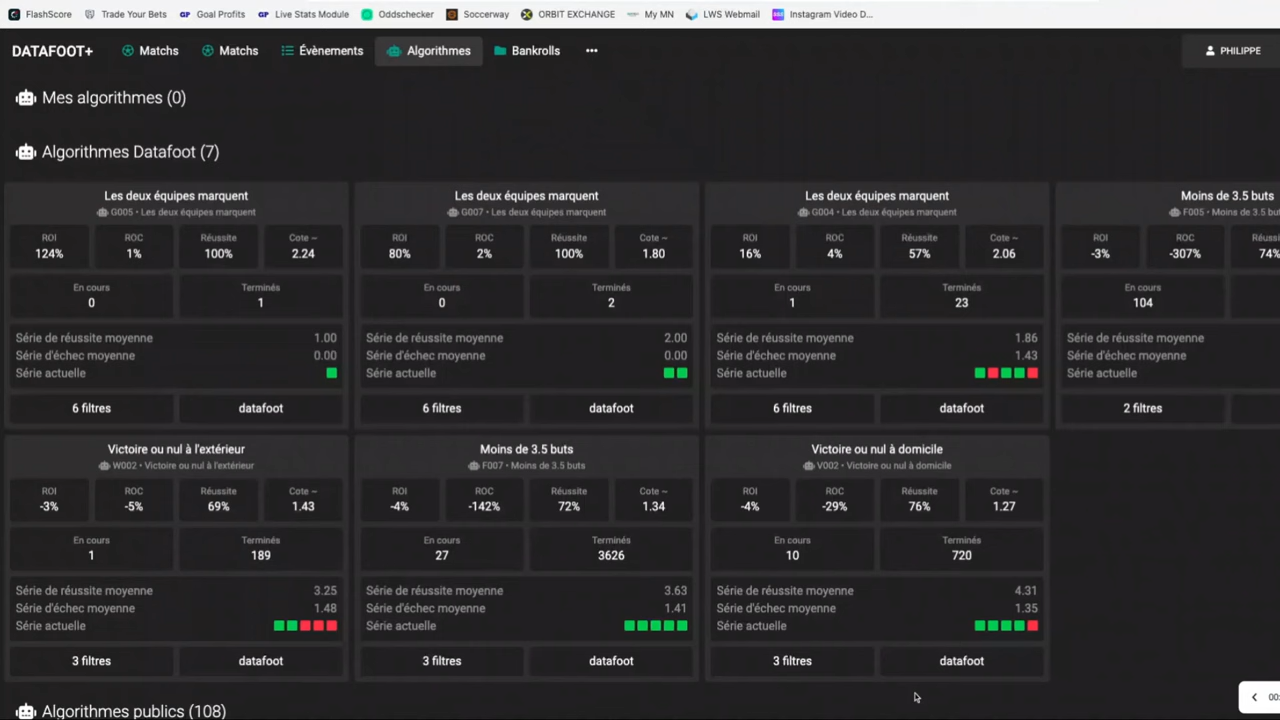 FlashScore Trade Your Bets GP Goal Profits GP Live Stats Module Oddschecker Soccerway ORBIT EXCHANGE My MN LWS Webmail Instagram Video D...
DATAFOOT+ Matchs Matchs Évènements Algorithmes Bankrolls ••• PHILIPPE
Mes algorithmes (0)
Algorithmes Datafoot (7)
Les deux équipes marquent
G005 • Les deux équipes marquent
ROI ROC Réussite Cote ~
124% 1% 100% 2.24
En cours Terminés
0 1
Série de réussite moyenne 1.00
Série d'échec moyenne 0.00
Série actuelle
6 filtres datafoot
Les deux équipes marquent
G007 • Les deux équipes marquent
ROI ROC Réussite Cote ~
80% 2% 100% 1.80
En cours Terminés
0 2
Série de réussite moyenne 2.00
Série d'échec moyenne 0.00
Série actuelle
6 filtres datafoot
Les deux équipes marquent
G004 • Les deux équipes marquent
ROI ROC Réussite Cote ~
16% 4% 57% 2.06
En cours Terminés
1 23
Série de réussite moyenne 1.86
Série d'échec moyenne 1.43
Série actuelle
6 filtres datafoot
Moins de 3.5 buts
F005 • Moins de 3.5 but
ROI ROC Réuss
-3% -307% 74%
En cours
104
Série de réussite moyenne
Série d'échec moyenne
Série actuelle
2 filtres
Victoire ou nul à l'extérieur
W002 • Victoire ou nul à l'extérieur
ROI ROC Réussite Cote ~
-3% -5% 69% 1.43
En cours Terminés
1 189
Série de réussite moyenne 3.25
Série d'échec moyenne 1.48
Série actuelle
3 filtres datafoot
Moins de 3.5 buts
F007 • Moins de 3.5 buts
ROI ROC Réussite Cote ~
-4% -142% 72% 1.34
En cours Terminés
27 3626
Série de réussite moyenne 3.63
Série d'échec moyenne 1.41
Série actuelle
3 filtres datafoot
Victoire ou nul à domicile
V002 • Victoire ou nul à domicile
ROI ROC Réussite Cote ~
-4% -29% 76% 1.27
En cours Terminés
10 720
Série de réussite moyenne 4.31
Série d'échec moyenne 1.35
Série actuelle
3 filtres datafoot
00:
Algorithmes publics (108)